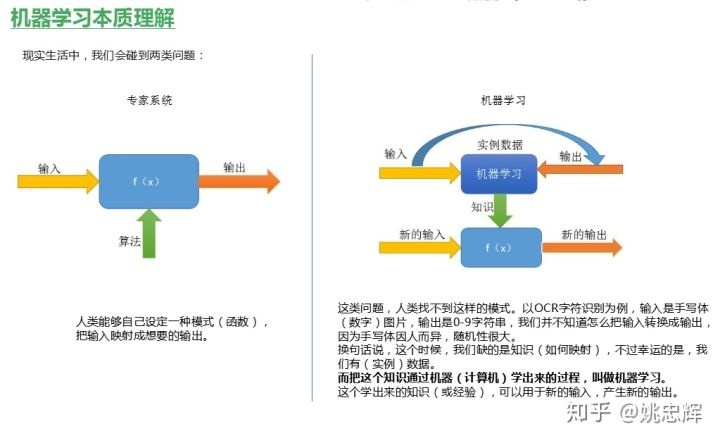 机器学习本质理解
现实生活中，我们会碰到两类问题：
专家系统
输入
f（x）
输出
算法
人类能够自己设定一种模式（函数），
把输入映射成想要的输出。
机器学习
实例数据
输入
机器学习
输出
知识
新的输入
f（x）
新的输出
这类问题，人类找不到这样的模式。以OCR字符识别为例，输入是手写体
（数字）图片，输出是0-9字符串，我们并不知道怎么把输入转换成输出，
因为手写体因人而异，随机性很大。
换句话说，这个时候，我们缺的是知识（如何映射），不过幸运的是，我
们有（实例）数据。
而把这个知识通过机器（计算机）学出来的过程，叫做机器学习。
这个学出来的知识（或经验），可以用于新的输入，产生新的输出。
知乎 @姚忠辉